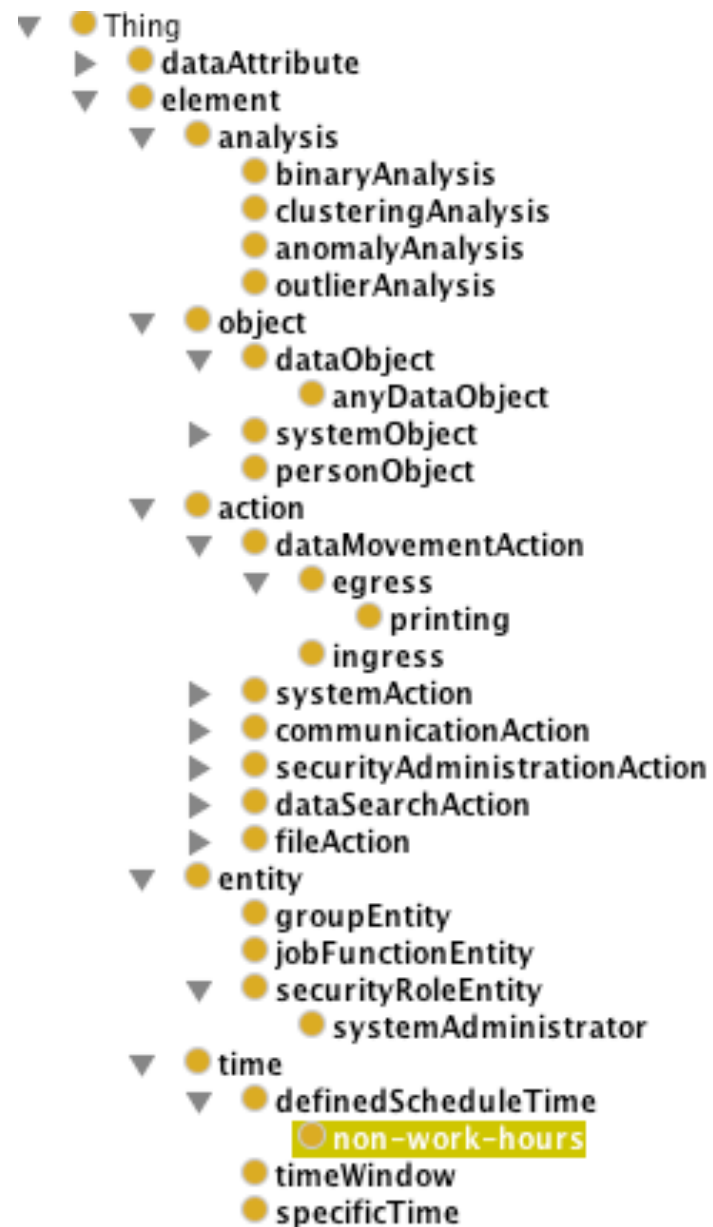 Thing
dataAttribute
element
analysis
binaryAnalysis
clusteringAnalysis
anomalyAnalysis
outlierAnalysis
object
dataObject
anyDataObject
systemObject
personObject
action
dataMovementAction
egress
printing
ingress
systemAction
communicationAction
securityAdministrationAction
dataSearchAction
fileAction
entity
groupEntity
jobFunctionEntity
securityRoleEntity
systemAdministrator
time
definedScheduleTime
non-work-hours
timeWindow
specificTime